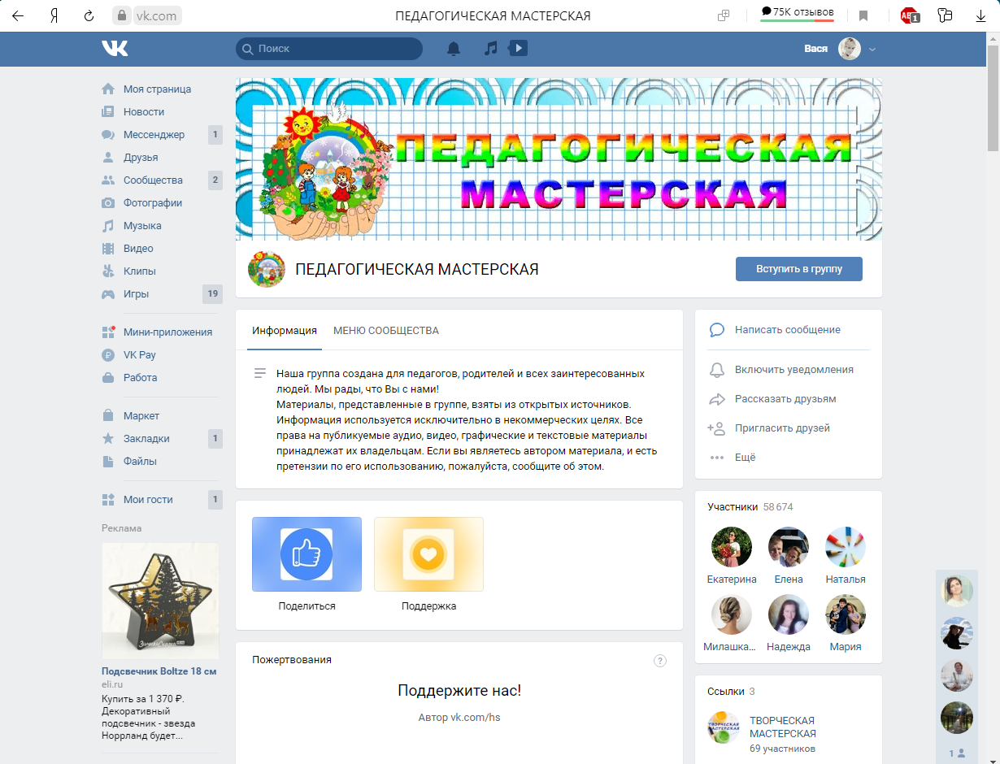 vk.com
ПЕДАГОГИЧЕСКАЯ МАСТЕРСКАЯ
75K отзывов
1
Поиск
Вася
Моя страница
Новости
Мессенджер 1
Друзья
Сообщества 2
Фотографии
Музыка
Видео
Клипы
Игры 19
Мини-приложения
VK Pay
Работа
Маркет
Закладки 1
Файлы
Мои гости 1
Реклама
Подсвечник Boltze 18 см
eli.ru
Купить за 1 370 ₽.
Декоративный
подсвечник - звезда
Норрланд будет...
ПЕДАГОГИЧЕСКАЯ
МАСТЕРСКАЯ
ПЕДАГОГИЧЕСКАЯ МАСТЕРСКАЯ
Вступить в группу
Информация
МЕНЮ СООБЩЕСТВА
Наша группа создана для педагогов, родителей и всех заинтересованных
людей. Мы рады, что Вы с нами!
Материалы, представленные в группе, взяты из открытых источников.
Информация используется исключительно в некоммерческих целях. Все
права на публикуемые аудио, видео, графические и текстовые материалы
принадлежат их владельцам. Если вы являетесь автором материала, и есть
претензии по его использованию, пожалуйста, сообщите об этом.
Поделиться
Поддержка
Пожертвования
?
Поддержите нас!
Автор vk.com/hs
Написать сообщение
Включить уведомления
Рассказать друзьям
Пригласить друзей
Ещё
Участники 58 674
Екатерина
Елена
Наталья
Милашка...
Надежда
Мария
Ссылки 3
ТВОРЧЕСКАЯ
МАСТЕРСКАЯ
69 участников
1